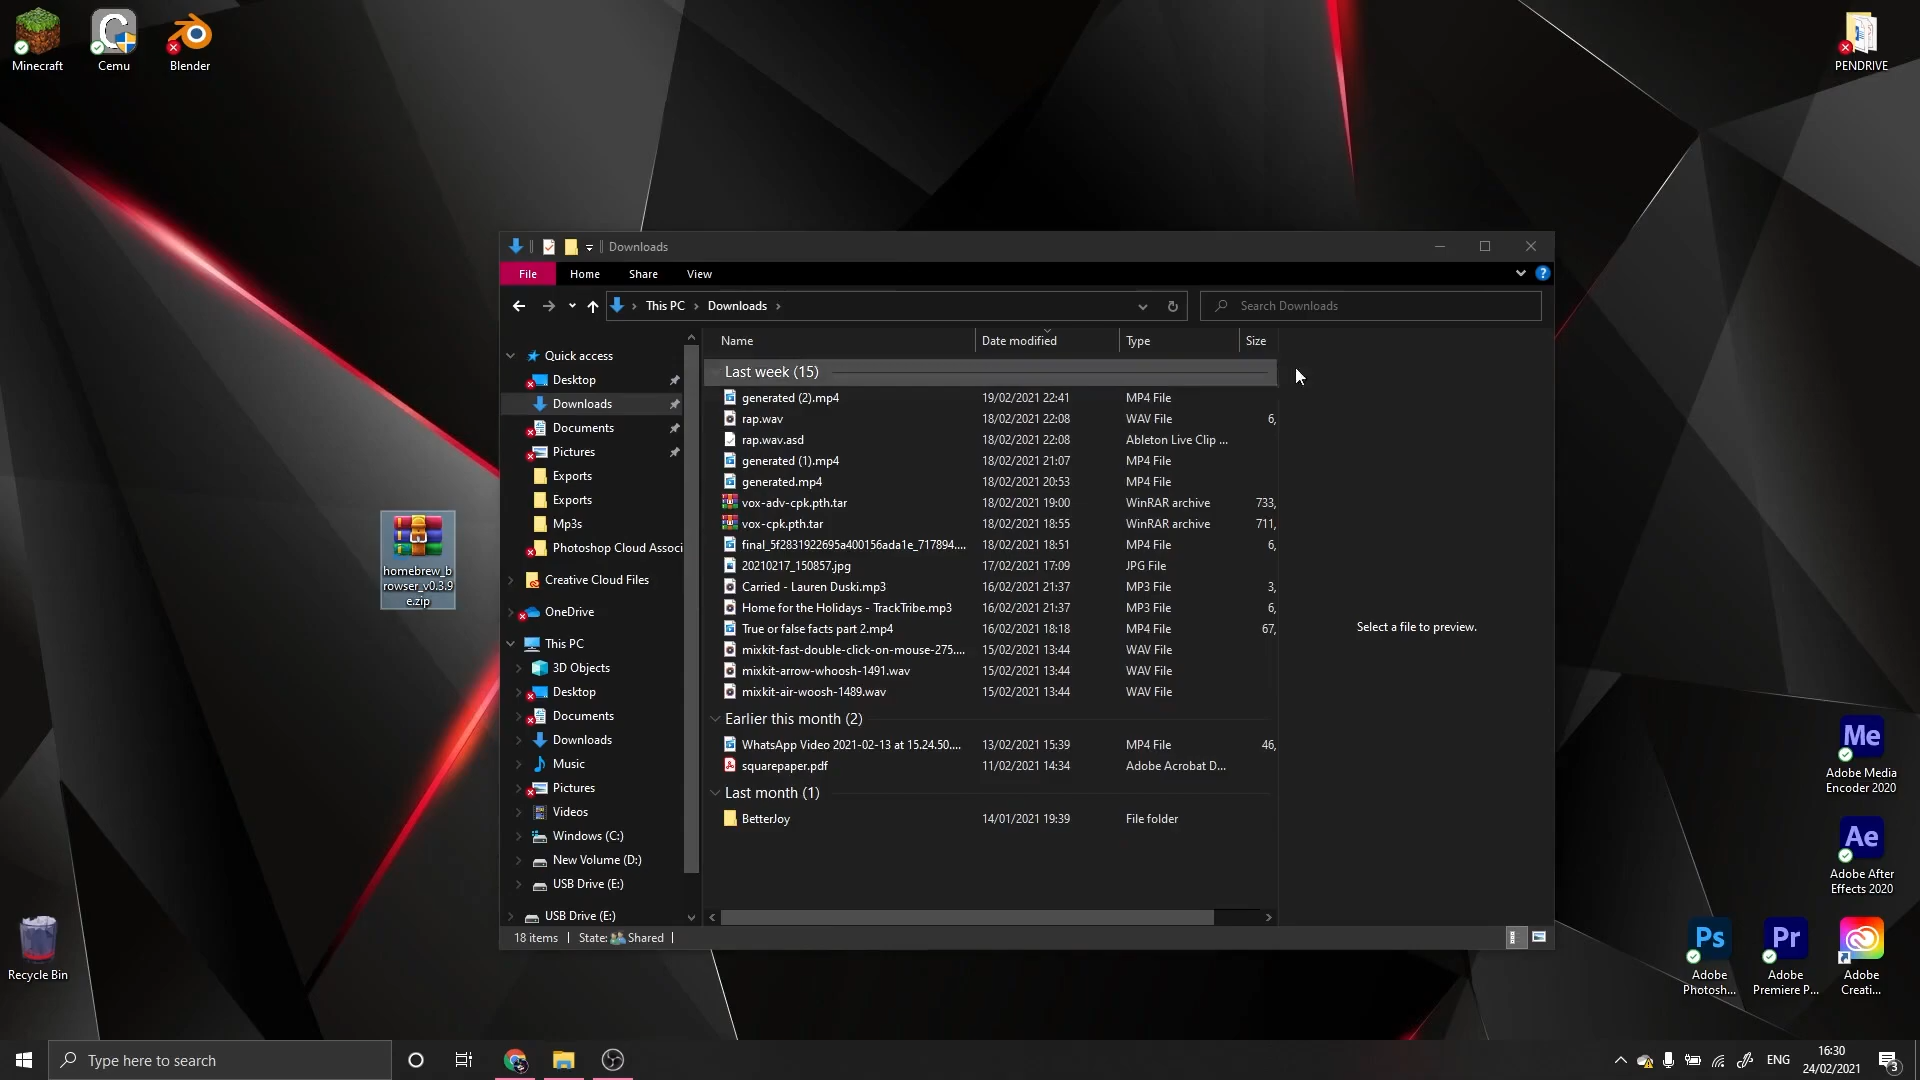 Minecraft
Cemu
Blender
PENDRIVE
homebrew_b
rowser_v0.3.9
e.zip
Downloads
File Home Share View
This PC Downloads
Search Downloads
Quick access
Desktop
Downloads
Documents
Pictures
Exports
Exports
Mp3s
Photoshop Cloud Associ
Creative Cloud Files
OneDrive
This PC
3D Objects
Desktop
Documents
Downloads
Music
Pictures
Videos
Windows (C:)
New Volume (D:)
USB Drive (E:)
USB Drive (E:)
Name Date modified Type Size
Last week (15)
generated (2).mp4 19/02/2021 22:41 MP4 File
rap.wav 18/02/2021 22:08 WAV File 6,
rap.wav.asd 18/02/2021 22:08 Ableton Live Clip ...
generated (1).mp4 18/02/2021 21:07 MP4 File
generated.mp4 18/02/2021 20:53 MP4 File
vox-adv-cpk.pth.tar 18/02/2021 19:00 WinRAR archive 733,
vox-cpk.pth.tar 18/02/2021 18:55 WinRAR archive 711,
final_5f2831922695a400156ada1e_717894.... 18/02/2021 18:51 MP4 File 6,
20210217_150857.jpg 17/02/2021 17:09 JPG File
Carried - Lauren Duski.mp3 16/02/2021 21:37 MP3 File 3,
Home for the Holidays - TrackTribe.mp3 16/02/2021 21:37 MP3 File 6,
True or false facts part 2.mp4 16/02/2021 18:18 MP4 File 67,
mixkit-fast-double-click-on-mouse-275.... 15/02/2021 13:44 WAV File
mixkit-arrow-whoosh-1491.wav 15/02/2021 13:44 WAV File
mixkit-air-woosh-1489.wav 15/02/2021 13:44 WAV File
Earlier this month (2)
WhatsApp Video 2021-02-13 at 15.24.50.... 13/02/2021 15:39 MP4 File 46,
squarepaper.pdf 11/02/2021 14:34 Adobe Acrobat D...
Last month (1)
BetterJoy 14/01/2021 19:39 File folder
Select a file to preview.
18 items State: Shared
Me
Adobe Media
Encoder 2020
Ae
Adobe After
Effects 2020
Ps
Adobe
Photosh...
Pr
Adobe
Premiere P...
Adobe
Creati...
Recycle Bin
Type here to search
ENG
16:30
24/02/2021
3